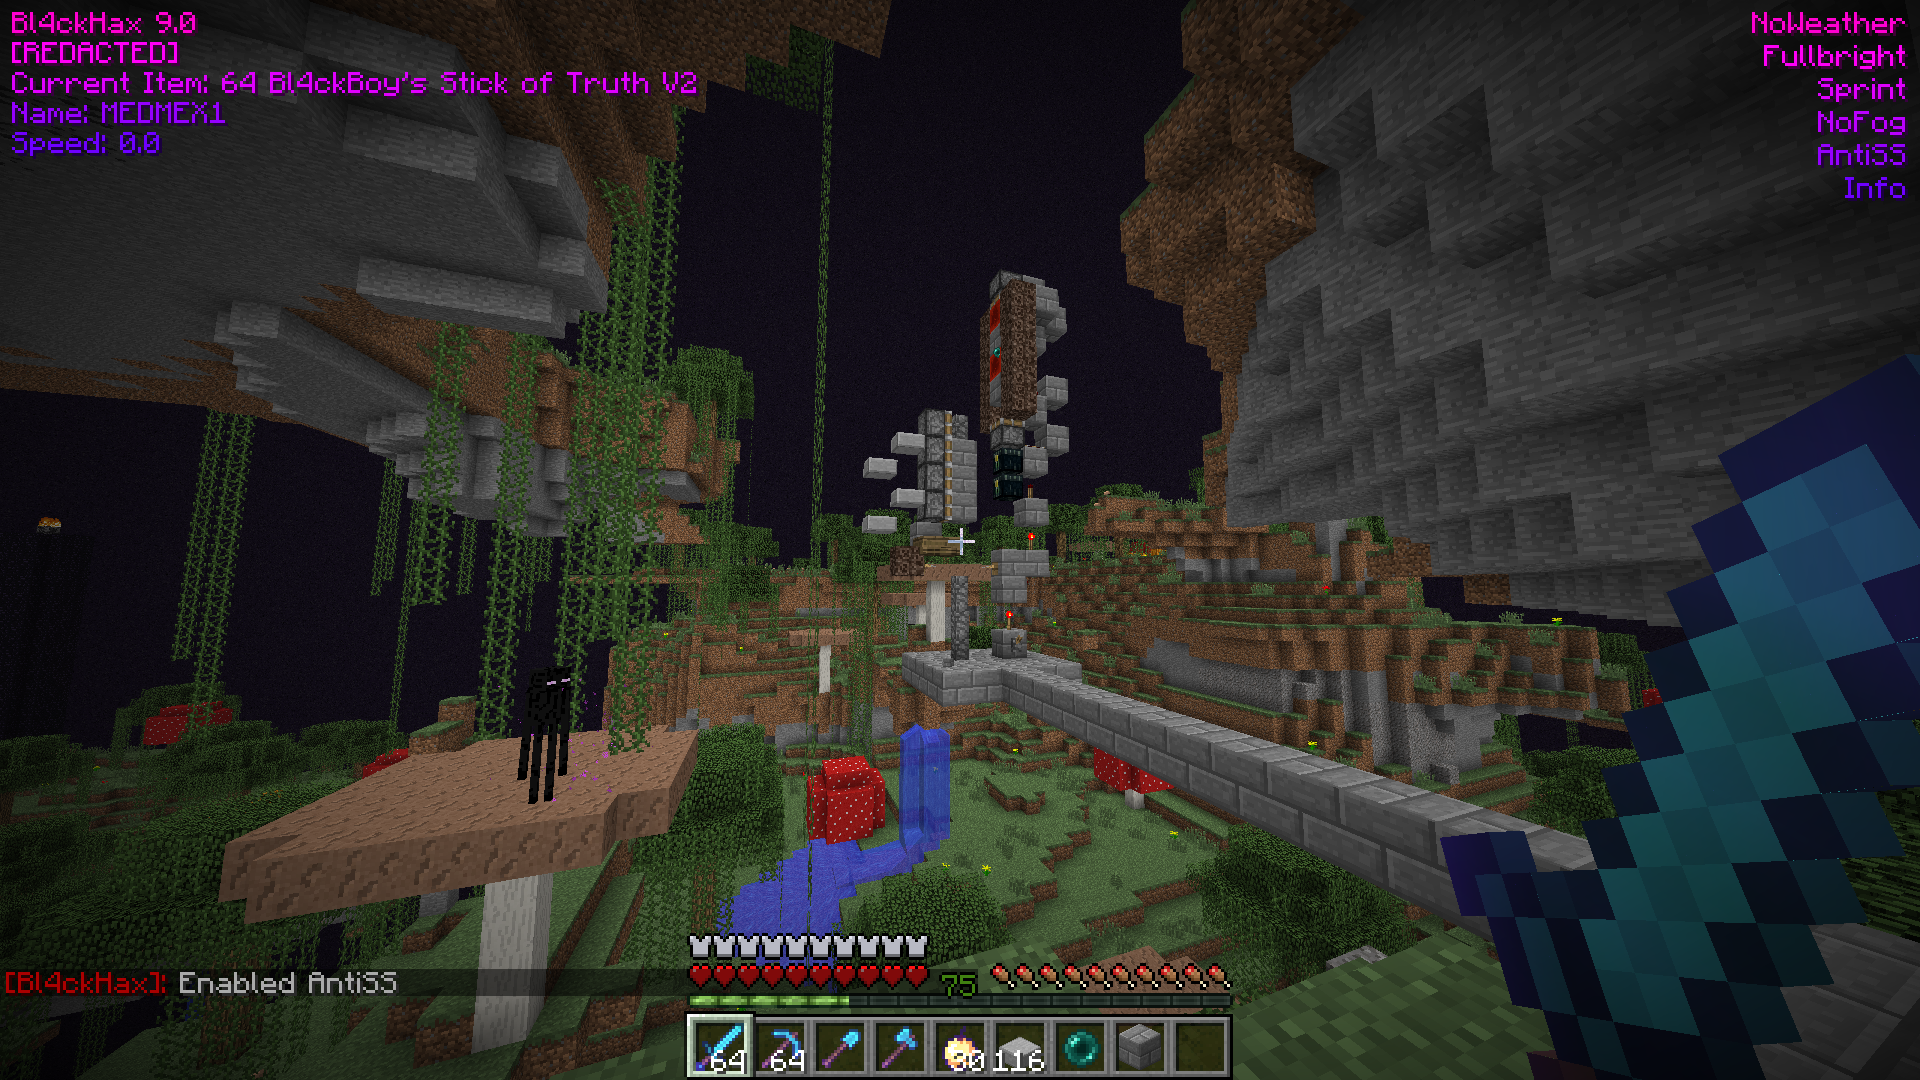 Bl4ckHax 9.0
[REDACTED]
Current Item: 64 Bl4ckBoy's Stick of Truth V2
Name: MEDMEX1
Speed: 0.0
NoWeather
Fullbright
Sprint
NoFog
AntiSS
Info
[Bl4ckHax]: Enabled AntiSS
75
64 64 90 116